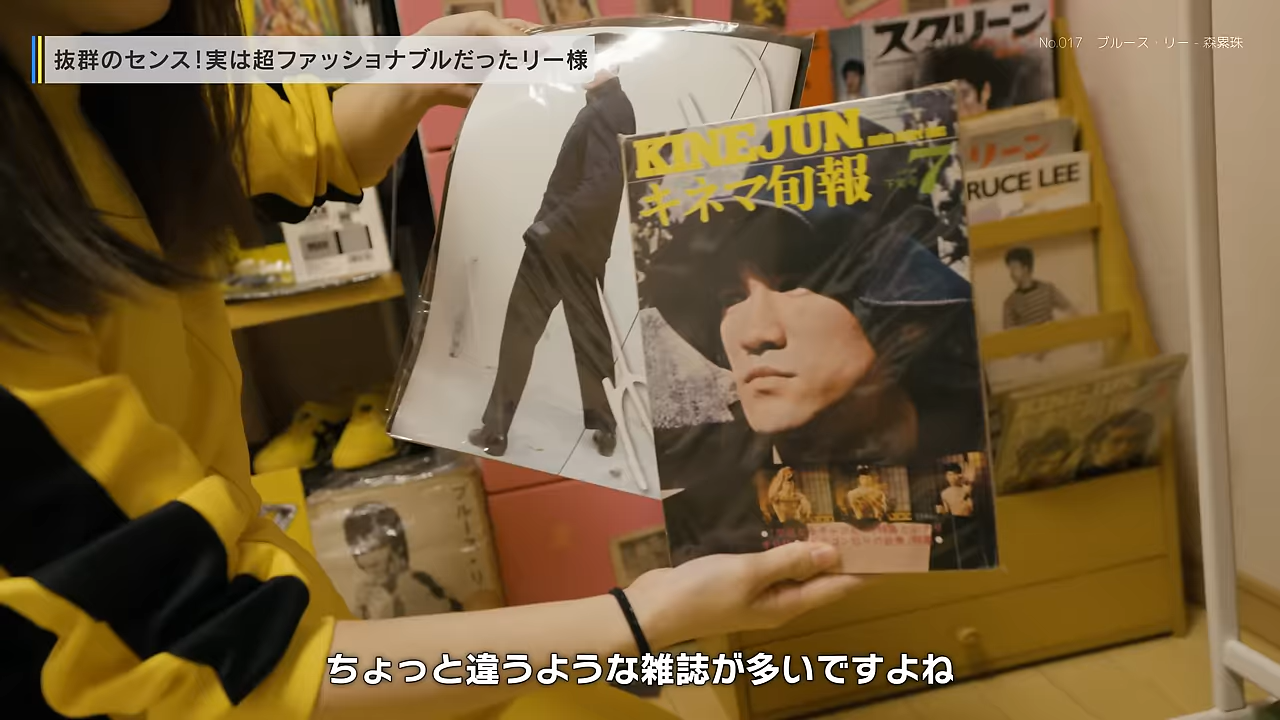 抜群のセンス!実は超ファッショナブルだったリー様
No.017 ブルース・リー - 森累珠
スクリーン
KINEJUN
キネマ旬報
7
リーン
RUCE LEE
ブルース・リ
KINEJUN
ちょっと違うような雑誌が多いですよね